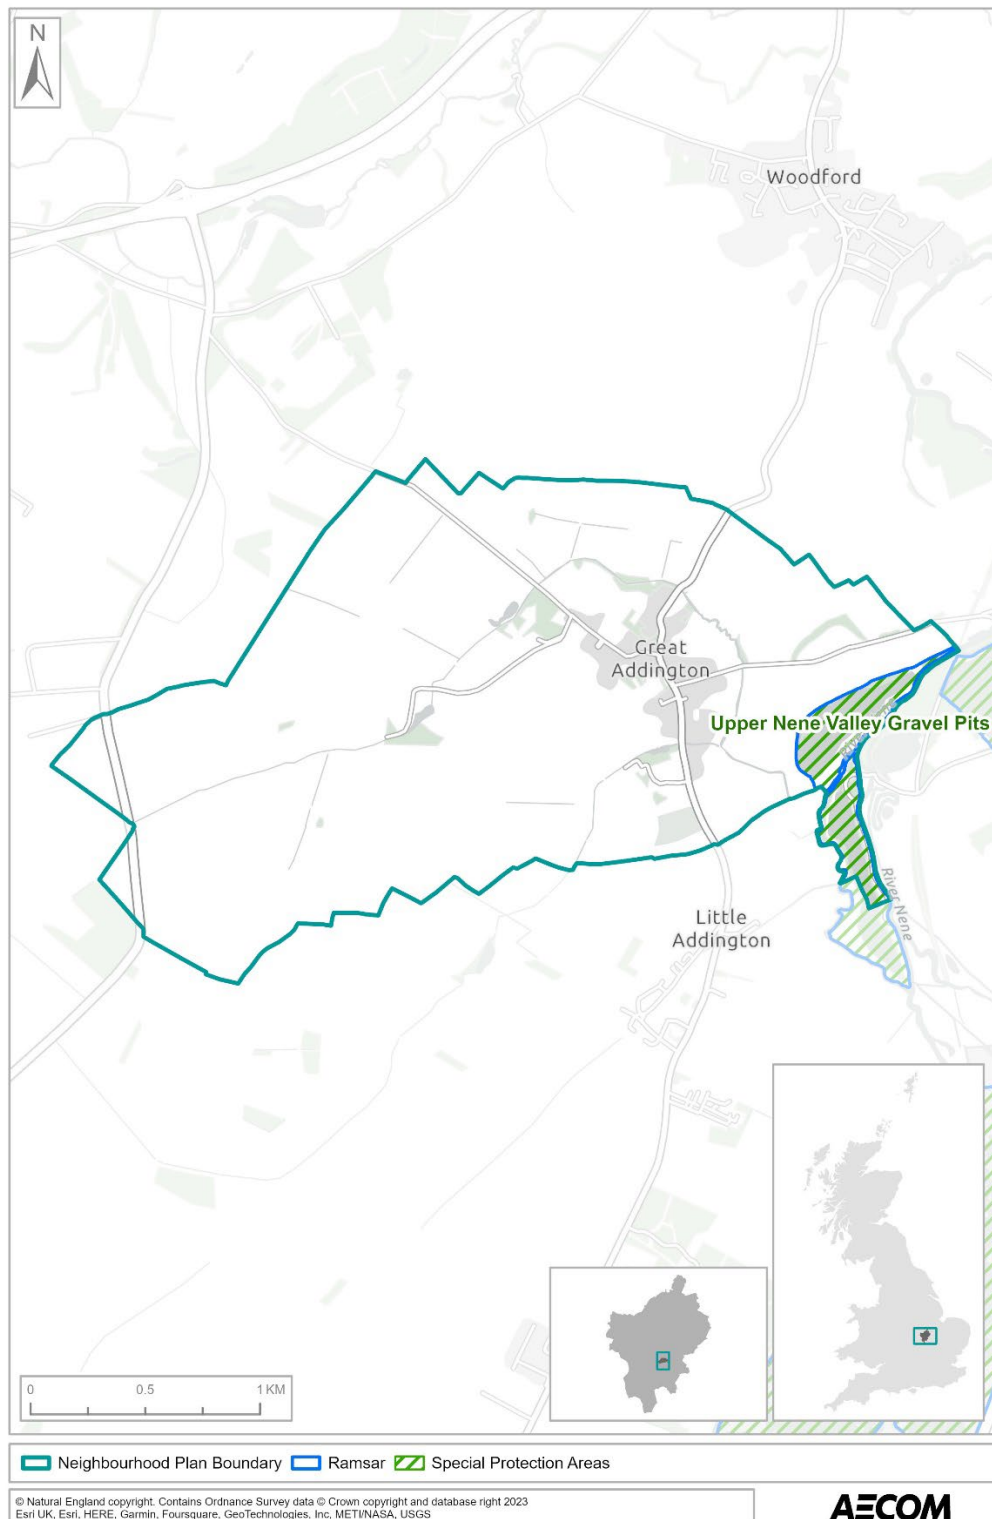 N
Woodford
Great
Addington
Upper Nene Valley Gravel Pits
River Nene
Little
Addington
0 0.5 1 KM
Neighbourhood Plan Boundary Ramsar Special Protection Areas
© Natural England copyright. Contains Ordnance Survey data © Crown copyright and database right 2023
Esri UK, Esri, HERE, Garmin, Foursquare, GeoTechnologies, Inc, METI/NASA, USGS
AECOM